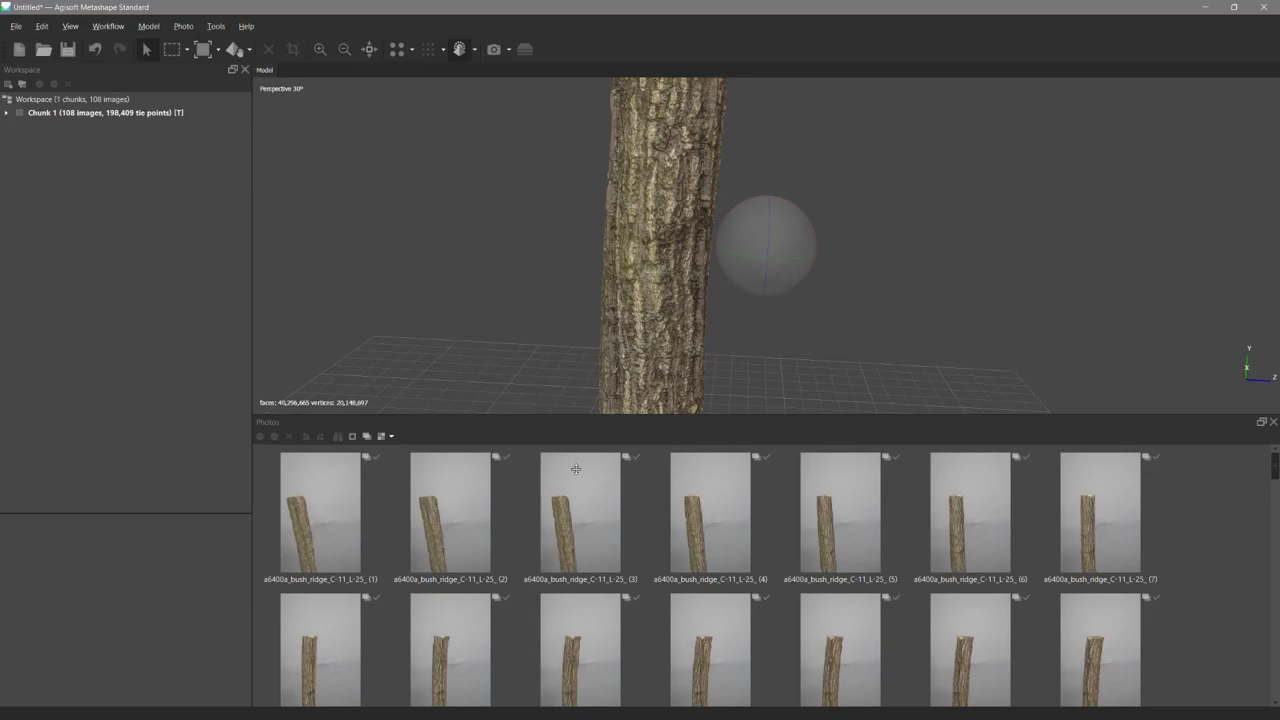 Untitled* — Agisoft Metashape Standard
File Edit View Workflow Model Photo Tools Help
Workspace
Workspace (1 chunks, 108 images)
Chunk 1 (108 images, 198,409 tie points) [T]
Model
Perspective 30°
Y
X
Z
faces: 40,296,665 vertices: 20,148,697
Photos
a6400a_bush_ridge_C-11_L-25_ (1)
a6400a_bush_ridge_C-11_L-25_ (2)
a6400a_bush_ridge_C-11_L-25_ (3)
a6400a_bush_ridge_C-11_L-25_ (4)
a6400a_bush_ridge_C-11_L-25_ (5)
a6400a_bush_ridge_C-11_L-25_ (6)
a6400a_bush_ridge_C-11_L-25_ (7)